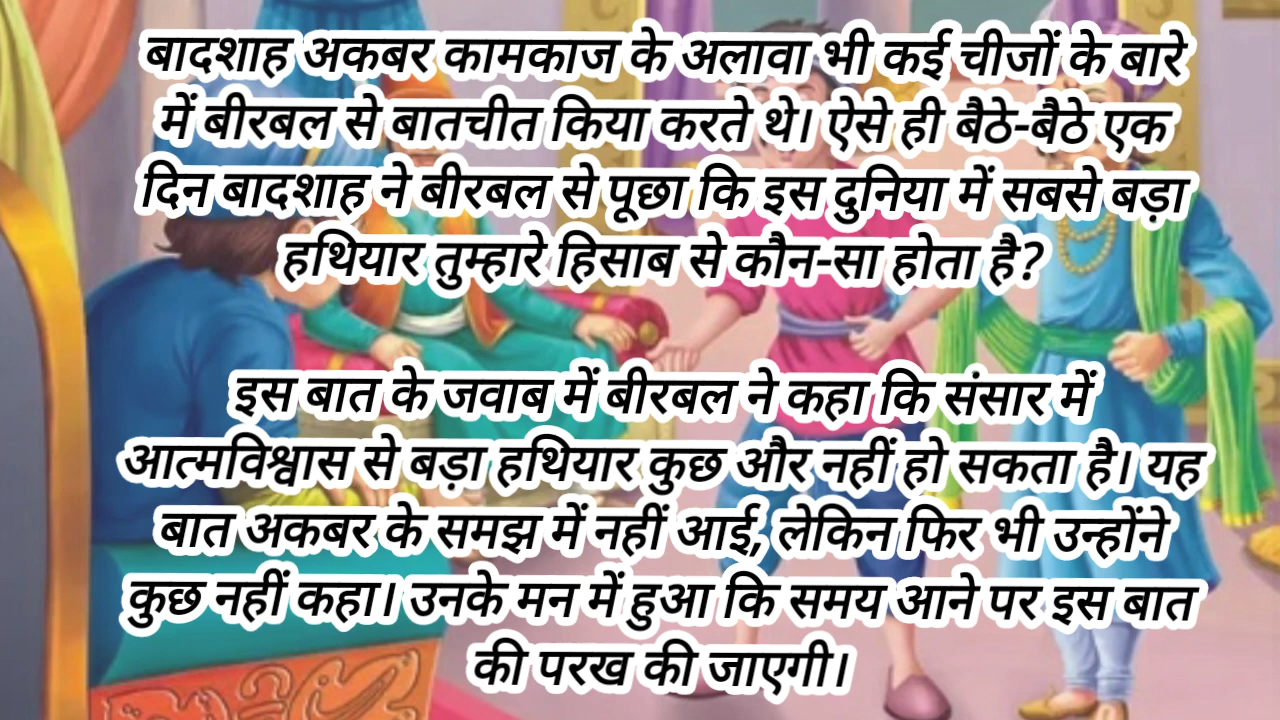 बादशाह अकबर कामकाज के अलावा भी कई चीजों के बारे
में बीरबल से बातचीत किया करते थे। ऐसे ही बैठे-बैठे एक
दिन बादशाह ने बीरबल से पूछा कि इस दुनिया में सबसे बड़ा
हथियार तुम्हारे हिसाब से कौन-सा होता है?
इस बात के जवाब में बीरबल ने कहा कि संसार में
आत्मविश्वास से बड़ा हथियार कुछ और नहीं हो सकता है। यह
बात अकबर के समझ में नहीं आई, लेकिन फिर भी उन्होंने
कुछ नहीं कहा। उनके मन में हुआ कि समय आने पर इस बात
की परख की जाएगी।